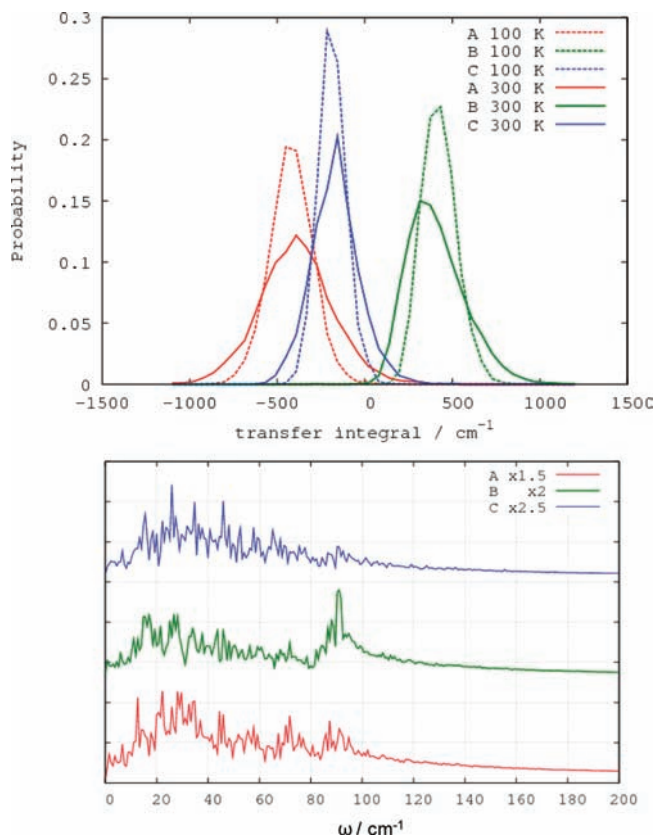 0.3
0.25
0.2
0.15
0.1
0.05
0
Probability
A 100 K
B 100 K
C 100 K
A 300 K
B 300 K
C 300 K
-1500 -1000 -500 0 500 1000 1500
transfer integral / cm⁻¹
A x1.5
B x2
C x2.5
0 20 40 60 80 100 120 140 160 180 200
ω / cm⁻¹